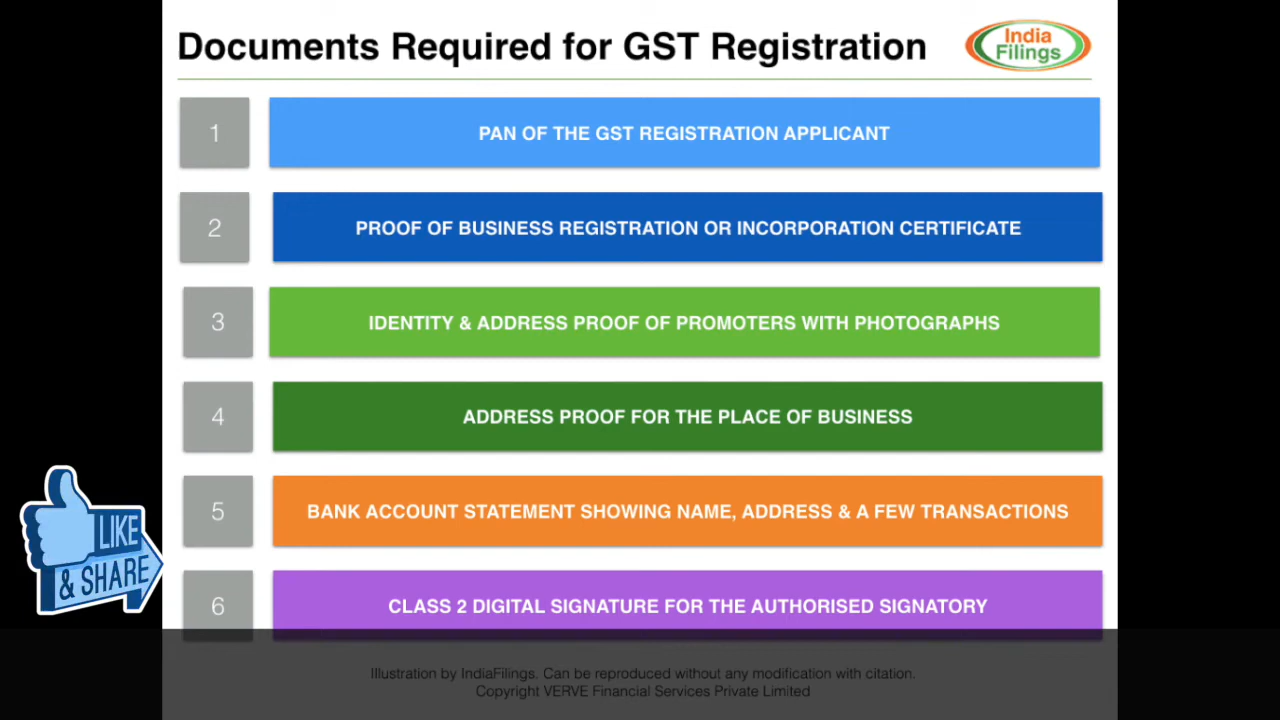 Documents Required for GST Registration
India
Filings
1
PAN OF THE GST REGISTRATION APPLICANT
2
PROOF OF BUSINESS REGISTRATION OR INCORPORATION CERTIFICATE
3
IDENTITY & ADDRESS PROOF OF PROMOTERS WITH PHOTOGRAPHS
4
ADDRESS PROOF FOR THE PLACE OF BUSINESS
5
BANK ACCOUNT STATEMENT SHOWING NAME, ADDRESS & A FEW TRANSACTIONS
LIKE
& SHARE
6
CLASS 2 DIGITAL SIGNATURE FOR THE AUTHORISED SIGNATORY
Illustration by IndiaFilings. Can be reproduced without any modification with citation.
Copyright VERVE Financial Services Private Limited